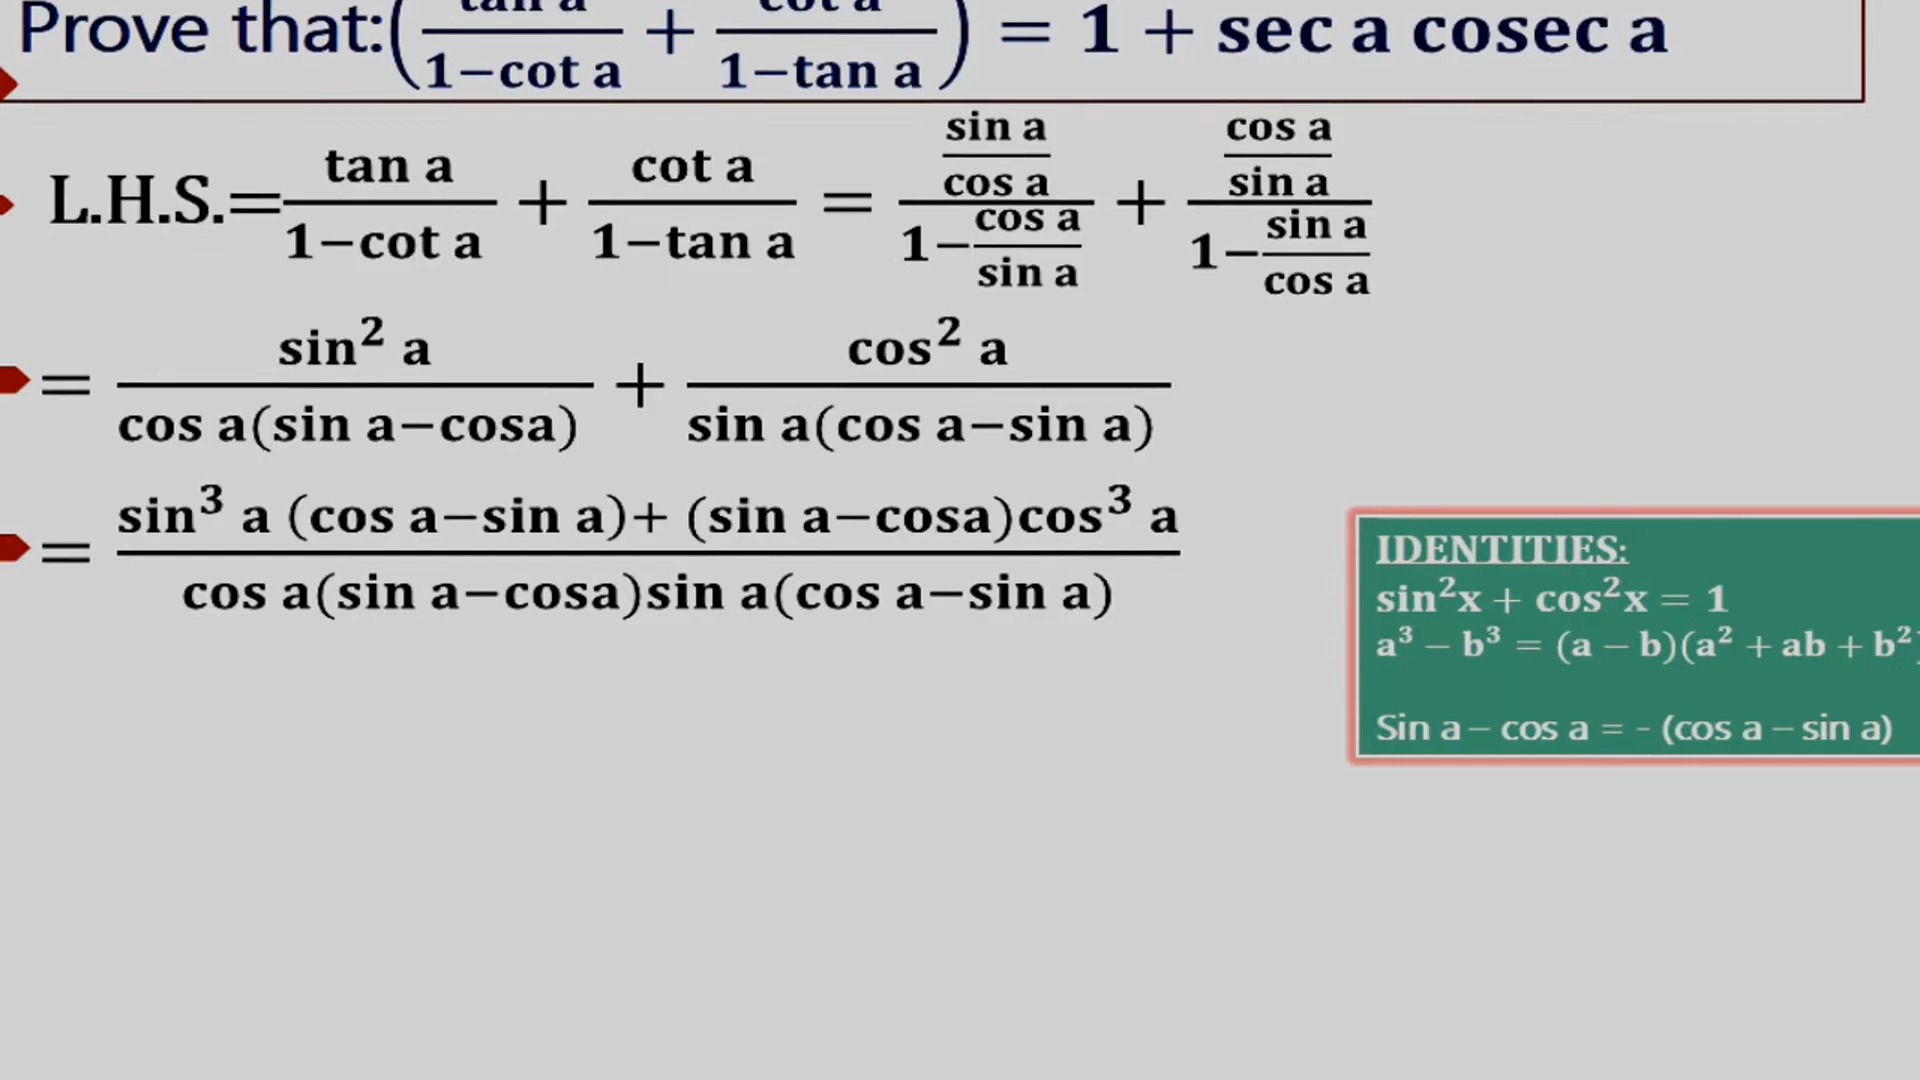 Prove that:(tan a/1−cot a + cot a/1−tan a) = 1 + sec a cosec a
L.H.S.=tan a/1−cot a + cot a/1−tan a = (sin a/cos a)/(1−cos a/sin a) + (cos a/sin a)/(1−sin a/cos a)
= sin² a/cos a(sin a−cosa) + cos² a/sin a(cos a−sin a)
= sin³ a (cos a−sin a)+ (sin a−cosa)cos³ a/cos a(sin a−cosa)sin a(cos a−sin a)
IDENTITIES:
sin²x + cos²x = 1
a³ − b³ = (a − b)(a² + ab + b²)
Sin a – cos a = - (cos a – sin a)